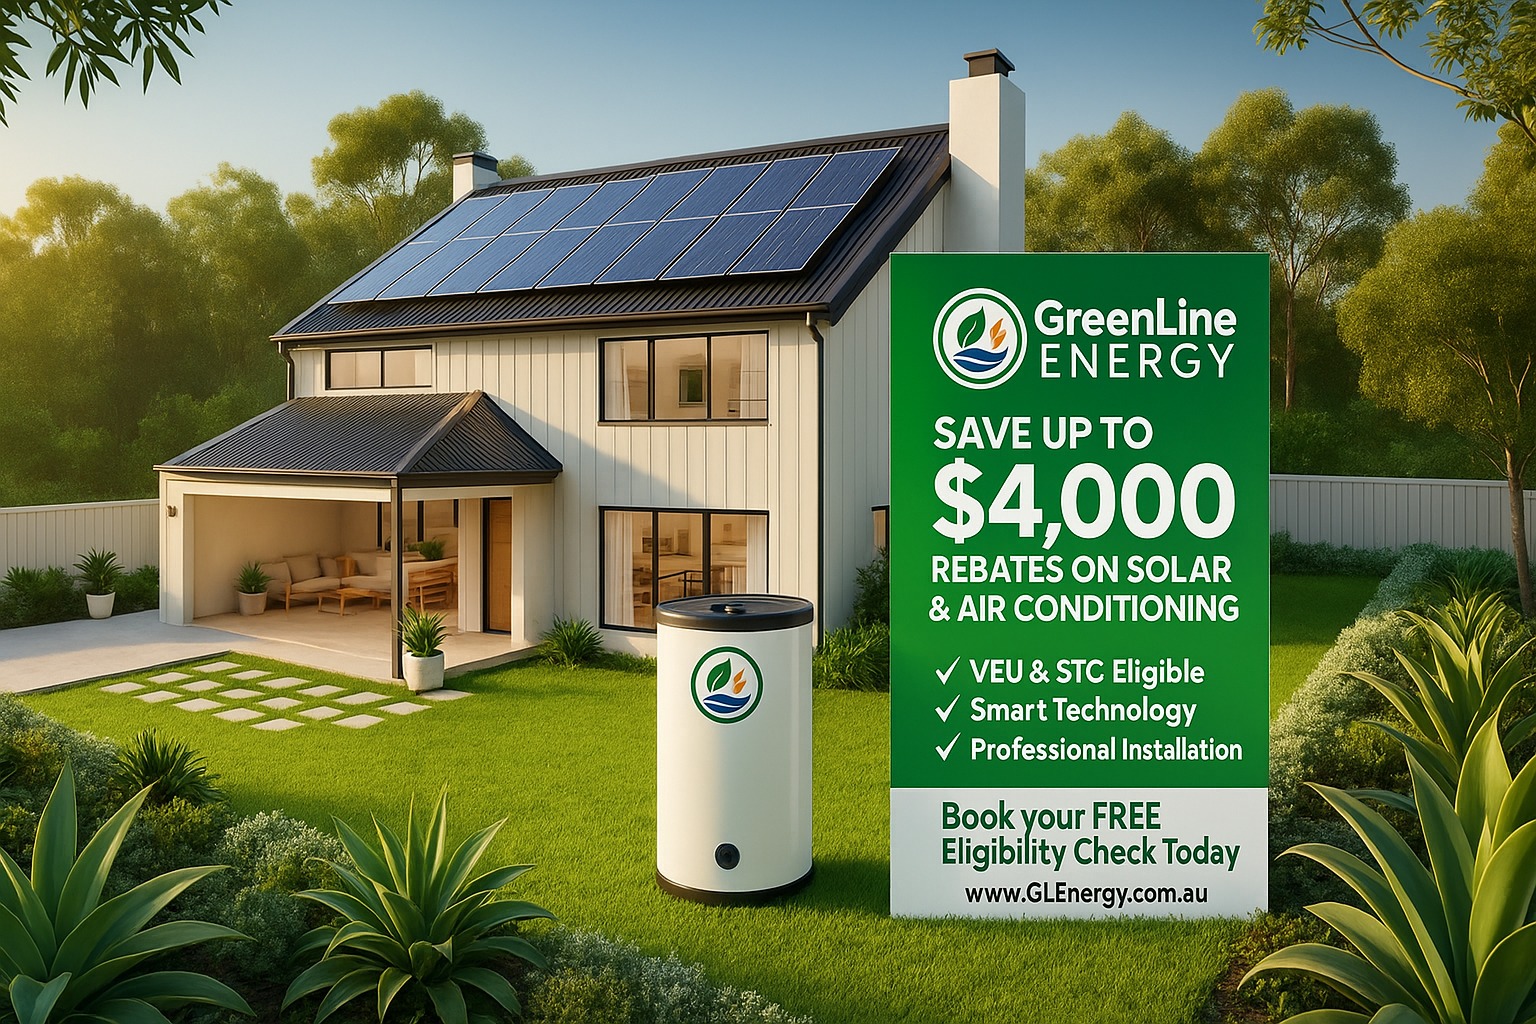 GreenLine
ENERGY
SAVE UP TO
$4,000
REBATES ON SOLAR
& AIR CONDITIONING
✓ VEU & STC Eligible
✓ Smart Technology
✓ Professional Installation
Book your FREE
Eligibility Check Today
www.GLEnergy.com.au